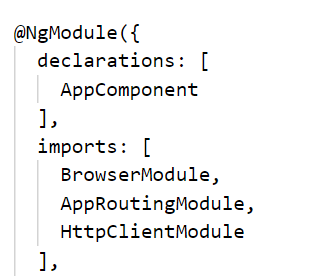 @NgModule({
declarations: [
AppComponent
],
imports: [
BrowserModule,
AppRoutingModule,
HttpClientModule
],